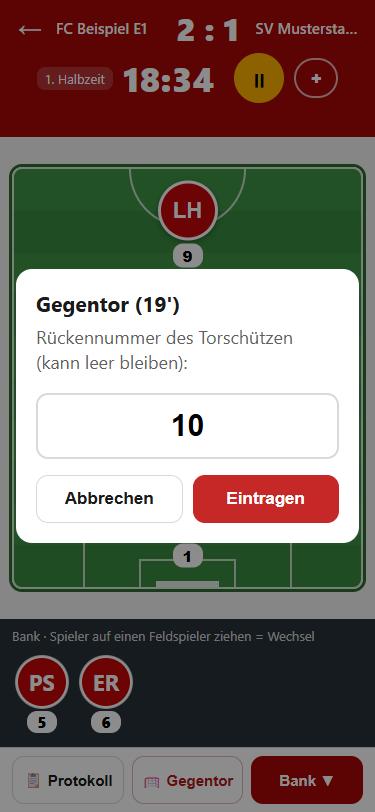 ← FC Beispiel E1 2 : 1 SV Mustersta...
1. Halbzeit 18:34 II +
LH
9
Gegentor (19')
Rückennummer des Torschützen
(kann leer bleiben):
10
Abbrechen Eintragen
1
Bank · Spieler auf einen Feldspieler ziehen = Wechsel
PS ER
5 6
Protokoll Gegentor Bank ▼